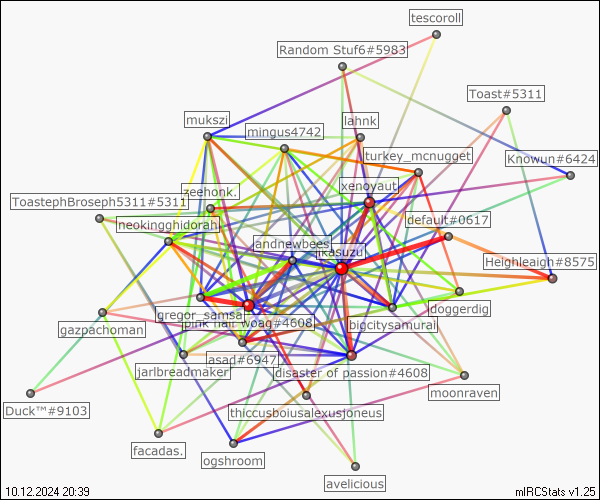 tescoroll
Random Stuf6#5983
Toast#5311
mukszi
mingus4742
lahnk
turkey_mcnugget
Knowun#6424
zeehonk.
xenoyaut
ToastephBroseph5311#5311
neokingghidorah
default#0617
andnewbees
ikasuzu
Heighleaigh#8575
gregor_samsa
pink hair woag#4608
bigcitysamurai
doggerdig
gazpachoman
asad#6947
jarlbreadmaker
disaster of passion#4608
moonraven
Duck™#9103
thiccusboiusalexusjoneus
facadas.
ogshroom
avelicious
10.12.2024 20:39
mIRCStats v1.25